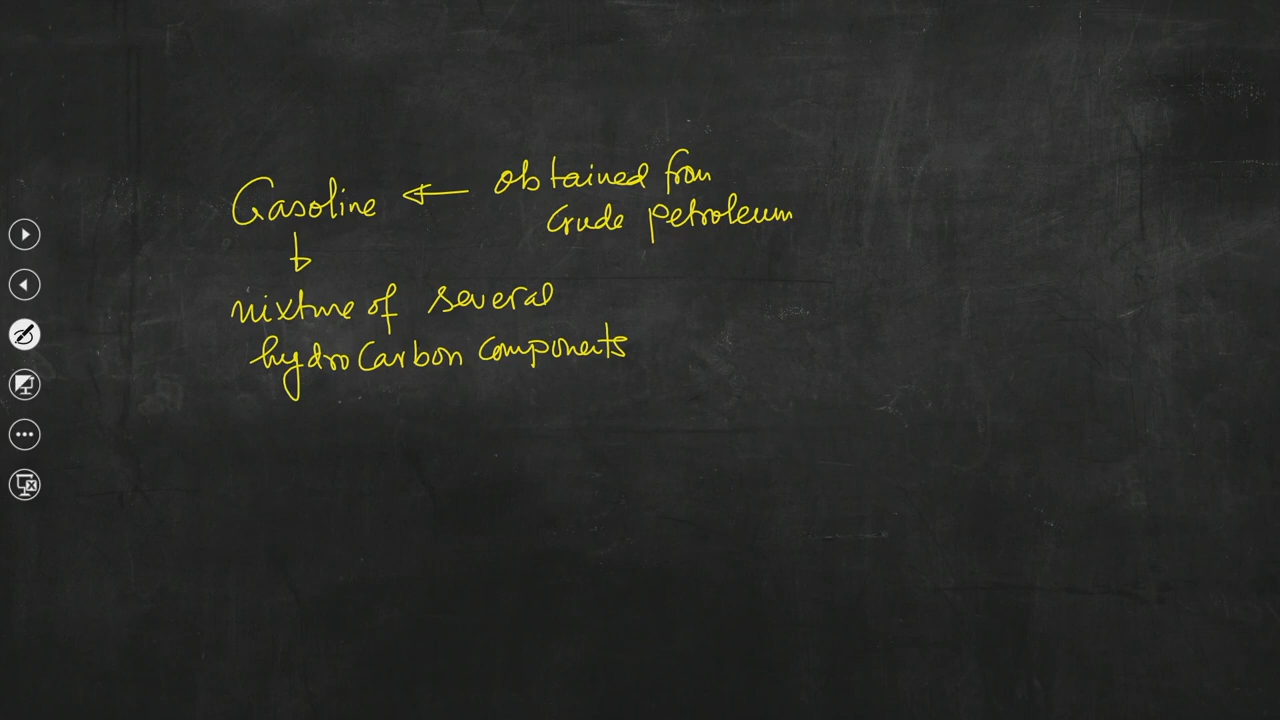 Gasoline ← obtained from
crude petroleum
↓
mixture of several
hydrocarbon components